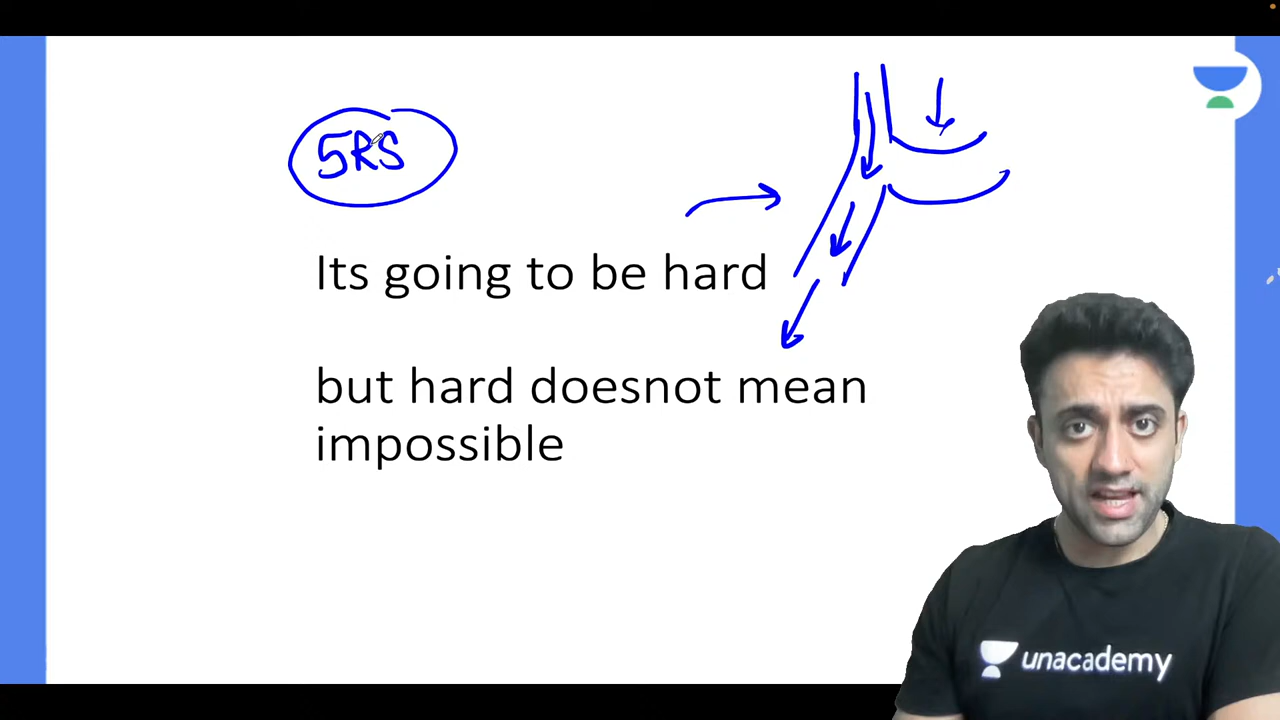 5RS
Its going to be hard
but hard doesnot mean
impossible
unacademy